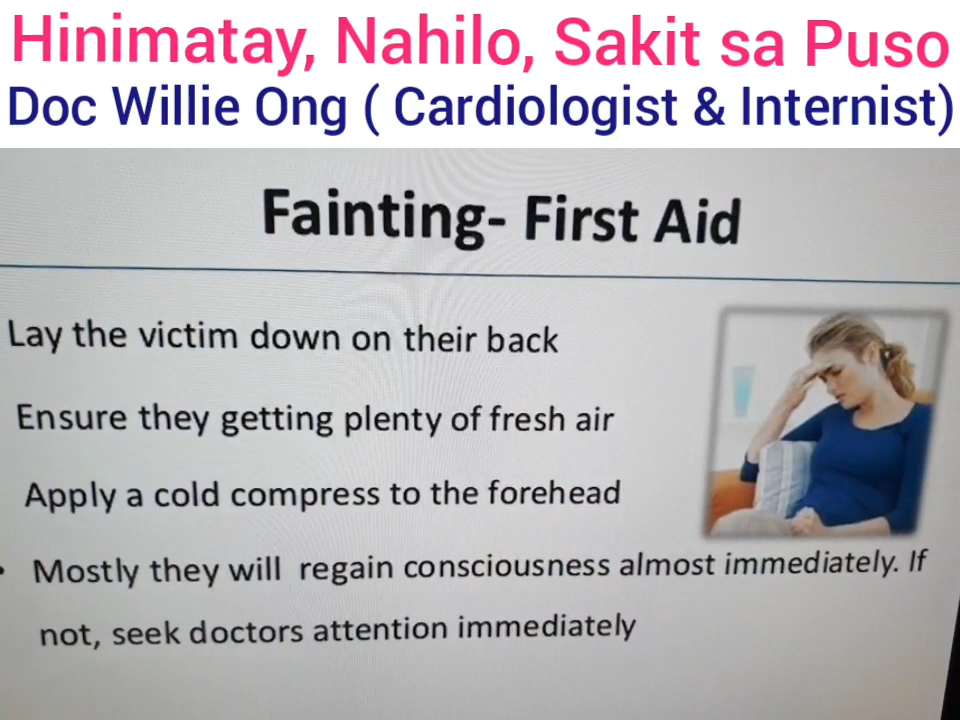 Hinimatay, Nahilo, Sakit sa Puso
Doc Willie Ong ( Cardiologist & Internist)
Fainting- First Aid
Lay the victim down on their back
Ensure they getting plenty of fresh air
Apply a cold compress to the forehead
• Mostly they will regain consciousness almost immediately. If
not, seek doctors attention immediately